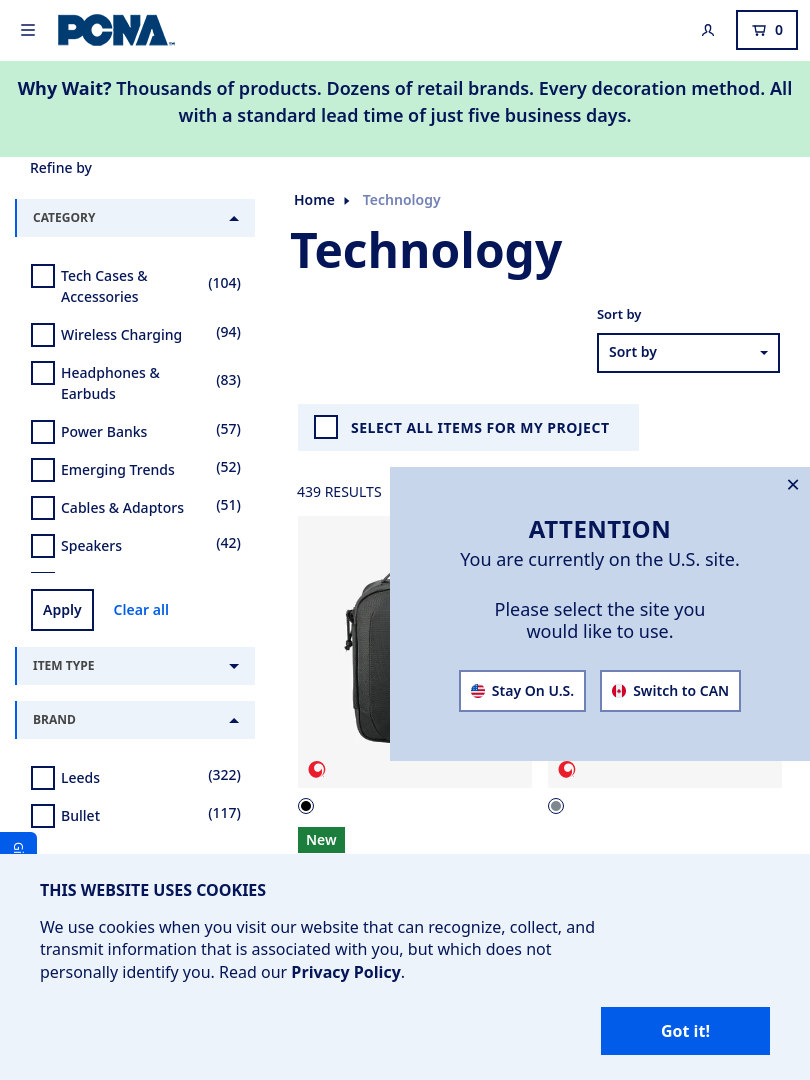 PCNA
0
Why Wait? Thousands of products. Dozens of retail brands. Every decoration method. All
with a standard lead time of just five business days.
Refine by
CATEGORY
Tech Cases &
Accessories
(104)
Wireless Charging
(94)
Headphones &
Earbuds
(83)
Power Banks
(57)
Emerging Trends
(52)
Cables & Adaptors
(51)
Speakers
(42)
Apply
Clear all
ITEM TYPE
BRAND
Leeds
(322)
Bullet
(117)
Home
Technology
Technology
Sort by
Sort by
SELECT ALL ITEMS FOR MY PROJECT
439 RESULTS
ATTENTION
You are currently on the U.S. site.
Please select the site you
would like to use.
Stay On U.S.
Switch to CAN
New
THIS WEBSITE USES COOKIES
We use cookies when you visit our website that can recognize, collect, and
transmit information that is associated with you, but which does not
personally identify you. Read our Privacy Policy.
Got it!